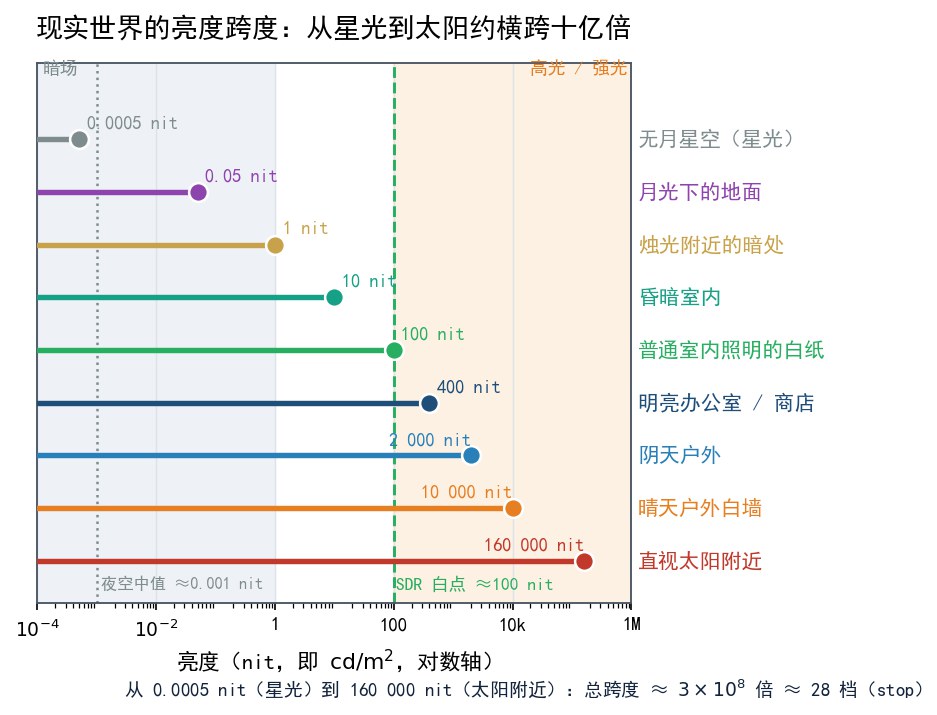 现实世界的亮度跨度：从星光到太阳约横跨十亿倍
暗场
高光 / 强光
0.0005 nit
无月星空（星光）
0.05 nit
月光下的地面
1 nit
烛光附近的暗处
10 nit
昏暗室内
100 nit
普通室内照明的白纸
400 nit
明亮办公室 / 商店
2 000 nit
阴天户外
10 000 nit
晴天户外白墙
160 000 nit
直视太阳附近
夜空中值 ≈0.001 nit
SDR 白点 ≈100 nit
10⁻⁴ 10⁻² 1 100 10k 1M
亮度（nit，即 cd/m²，对数轴）
从 0.0005 nit（星光）到 160 000 nit（太阳附近）：总跨度 ≈ 3×10⁸ 倍 ≈ 28 档（stop）